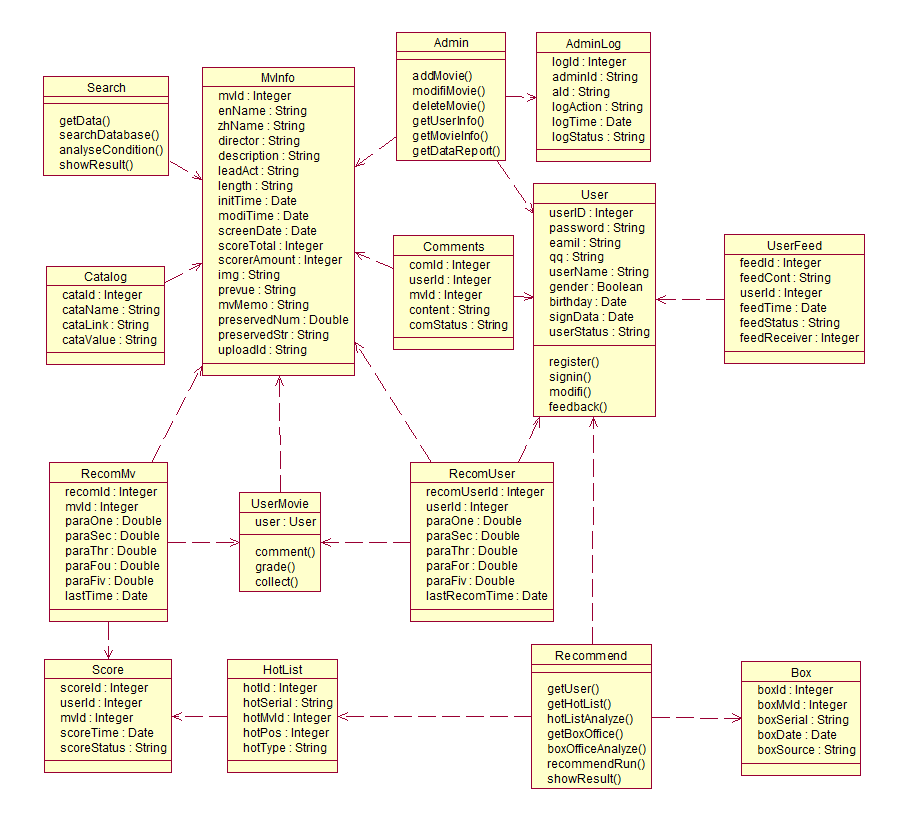 Admin
addMovie()
modifiMovie()
deleteMovie()
getUserInfo()
getMovieInfo()
getDataReport()
AdminLog
logId : Integer
adminId : String
aId : String
logAction : String
logTime : Date
logStatus : String
Search
getData()
searchDatabase()
analyseCondition()
showResult()
MvInfo
mvId : Integer
enName : String
zhName : String
director : String
description : String
leadAct : String
length : String
initTime : Date
modiTime : Date
screenDate : Date
scoreTotal : Integer
scorerAmount : Integer
img : String
prevue : String
mvMemo : String
preservedNum : Double
preservedStr : String
uploadId : String
User
userID : Integer
password : String
eamil : String
qq : String
userName : String
gender : Boolean
birthday : Date
signData : Date
userStatus : String
register()
signin()
modifi()
feedback()
Comments
comId : Integer
userId : Integer
mvId : Integer
content : String
comStatus : String
UserFeed
feedId : Integer
feedCont : String
userId : Integer
feedTime : Date
feedStatus : String
feedReceiver : Integer
Catalog
cataId : Integer
cataName : String
cataLink : String
cataValue : String
RecomMv
recomId : Integer
mvId : Integer
paraOne : Double
paraSec : Double
paraThr : Double
paraFou : Double
paraFiv : Double
lastTime : Date
UserMovie
user : User
comment()
grade()
collect()
RecomUser
recomUserId : Integer
userId : Integer
paraOne : Double
paraSec : Double
paraThr : Double
paraFor : Double
paraFiv : Double
lastRecomTime : Date
Score
scoreId : Integer
userId : Integer
mvId : Integer
scoreTime : Date
scoreStatus : String
HotList
hotId : Integer
hotSerial : String
hotMvId : Integer
hotPos : Integer
hotType : String
Recommend
getUser()
getHotList()
hotListAnalyze()
getBoxOffice()
boxOfficeAnalyze()
recommendRun()
showResult()
Box
boxId : Integer
boxMvId : Integer
boxSerial : String
boxDate : Date
boxSource : String